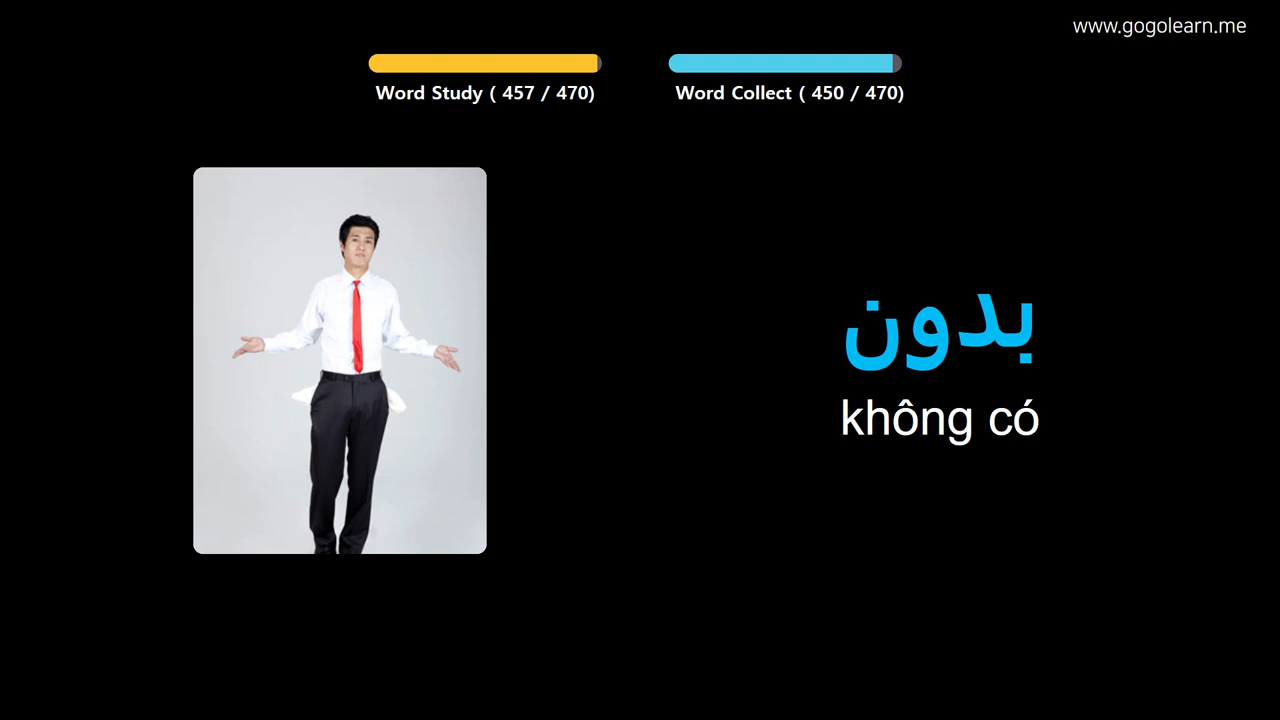 www.gogolearn.me
Word Study ( 457 / 470)
Word Collect ( 450 / 470)
بدون
không có